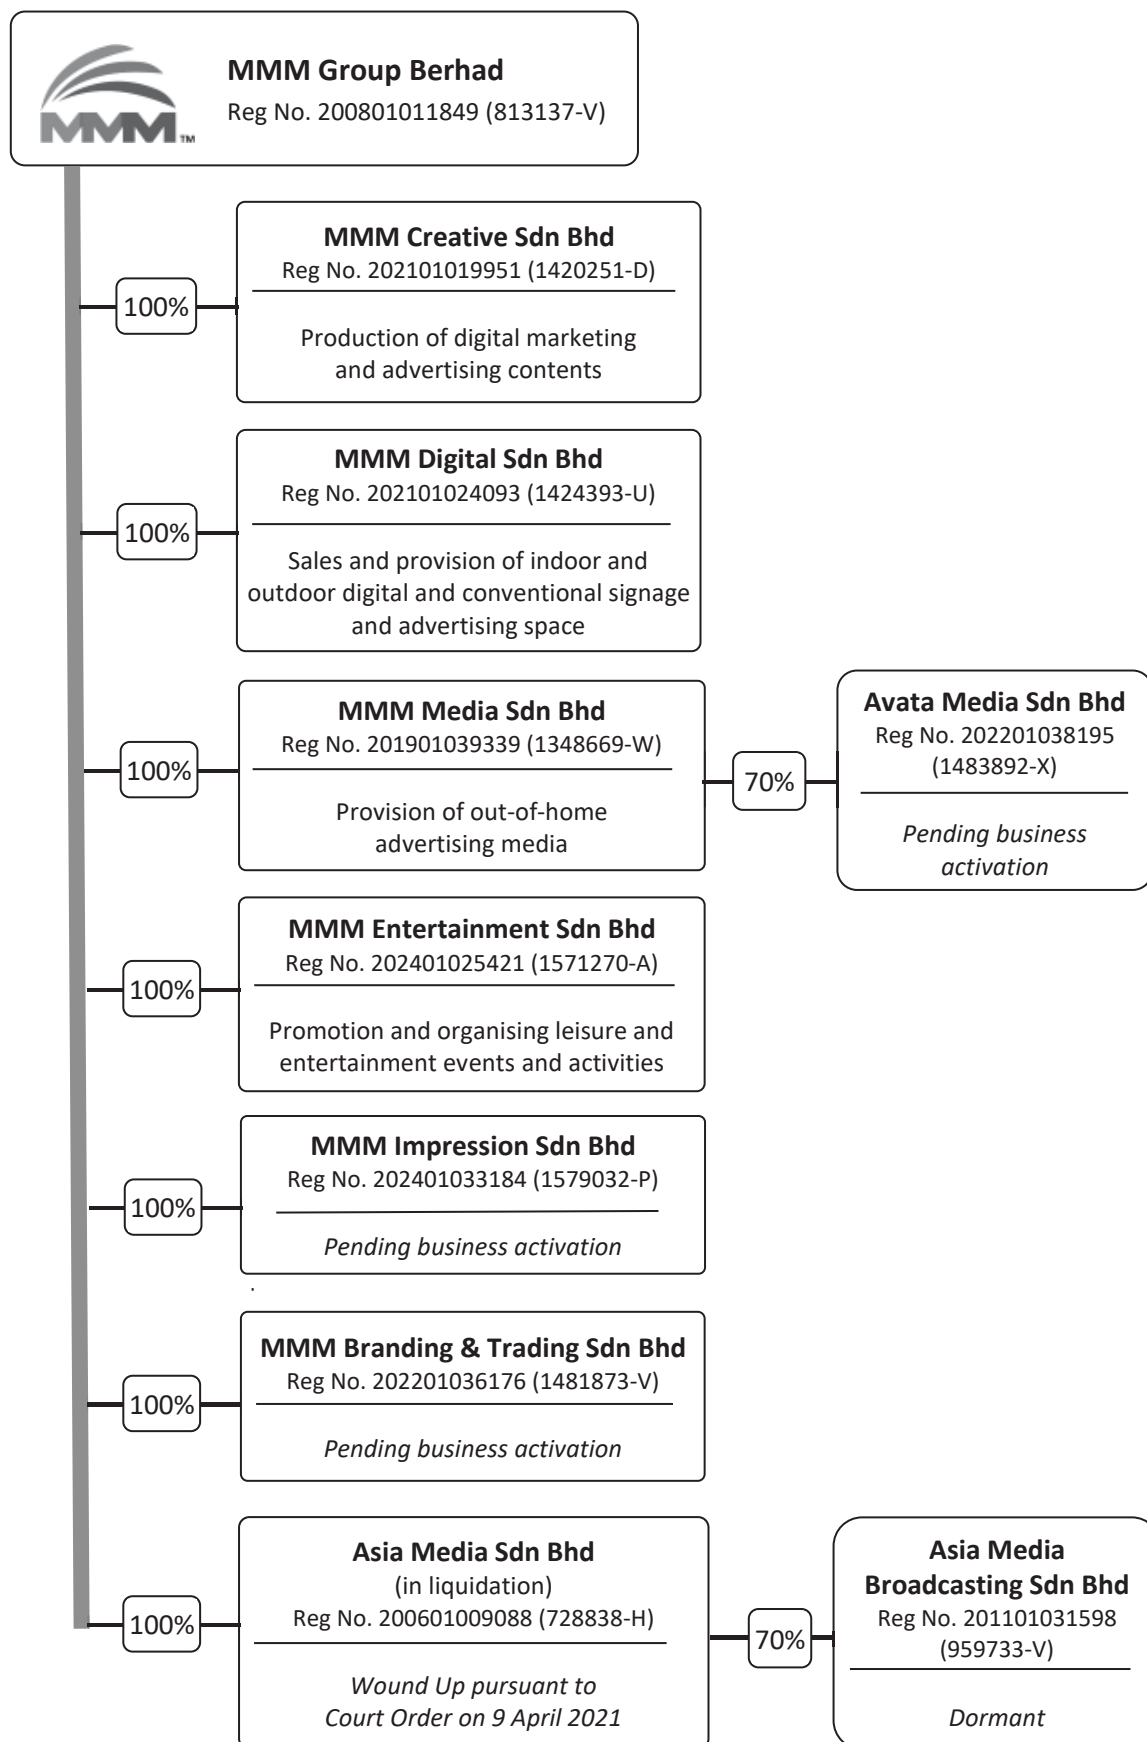 MMM™
MMM Group Berhad
Reg No. 200801011849 (813137-V)
MMM Creative Sdn Bhd
Reg No. 202101019951 (1420251-D)
100%
Production of digital marketing
and advertising contents
MMM Digital Sdn Bhd
Reg No. 202101024093 (1424393-U)
100%
Sales and provision of indoor and
outdoor digital and conventional signage
and advertising space
MMM Media Sdn Bhd
Reg No. 201901039339 (1348669-W)
100%
Provision of out-of-home
advertising media
70%
Avata Media Sdn Bhd
Reg No. 202201038195
(1483892-X)
Pending business
activation
MMM Entertainment Sdn Bhd
Reg No. 202401025421 (1571270-A)
100%
Promotion and organising leisure and
entertainment events and activities
MMM Impression Sdn Bhd
Reg No. 202401033184 (1579032-P)
100%
Pending business activation
.
MMM Branding & Trading Sdn Bhd
Reg No. 202201036176 (1481873-V)
100%
Pending business activation
Asia Media Sdn Bhd
(in liquidation)
Reg No. 200601009088 (728838-H)
100%
Wound Up pursuant to
Court Order on 9 April 2021
70%
Asia Media
Broadcasting Sdn Bhd
Reg No. 201101031598
(959733-V)
Dormant